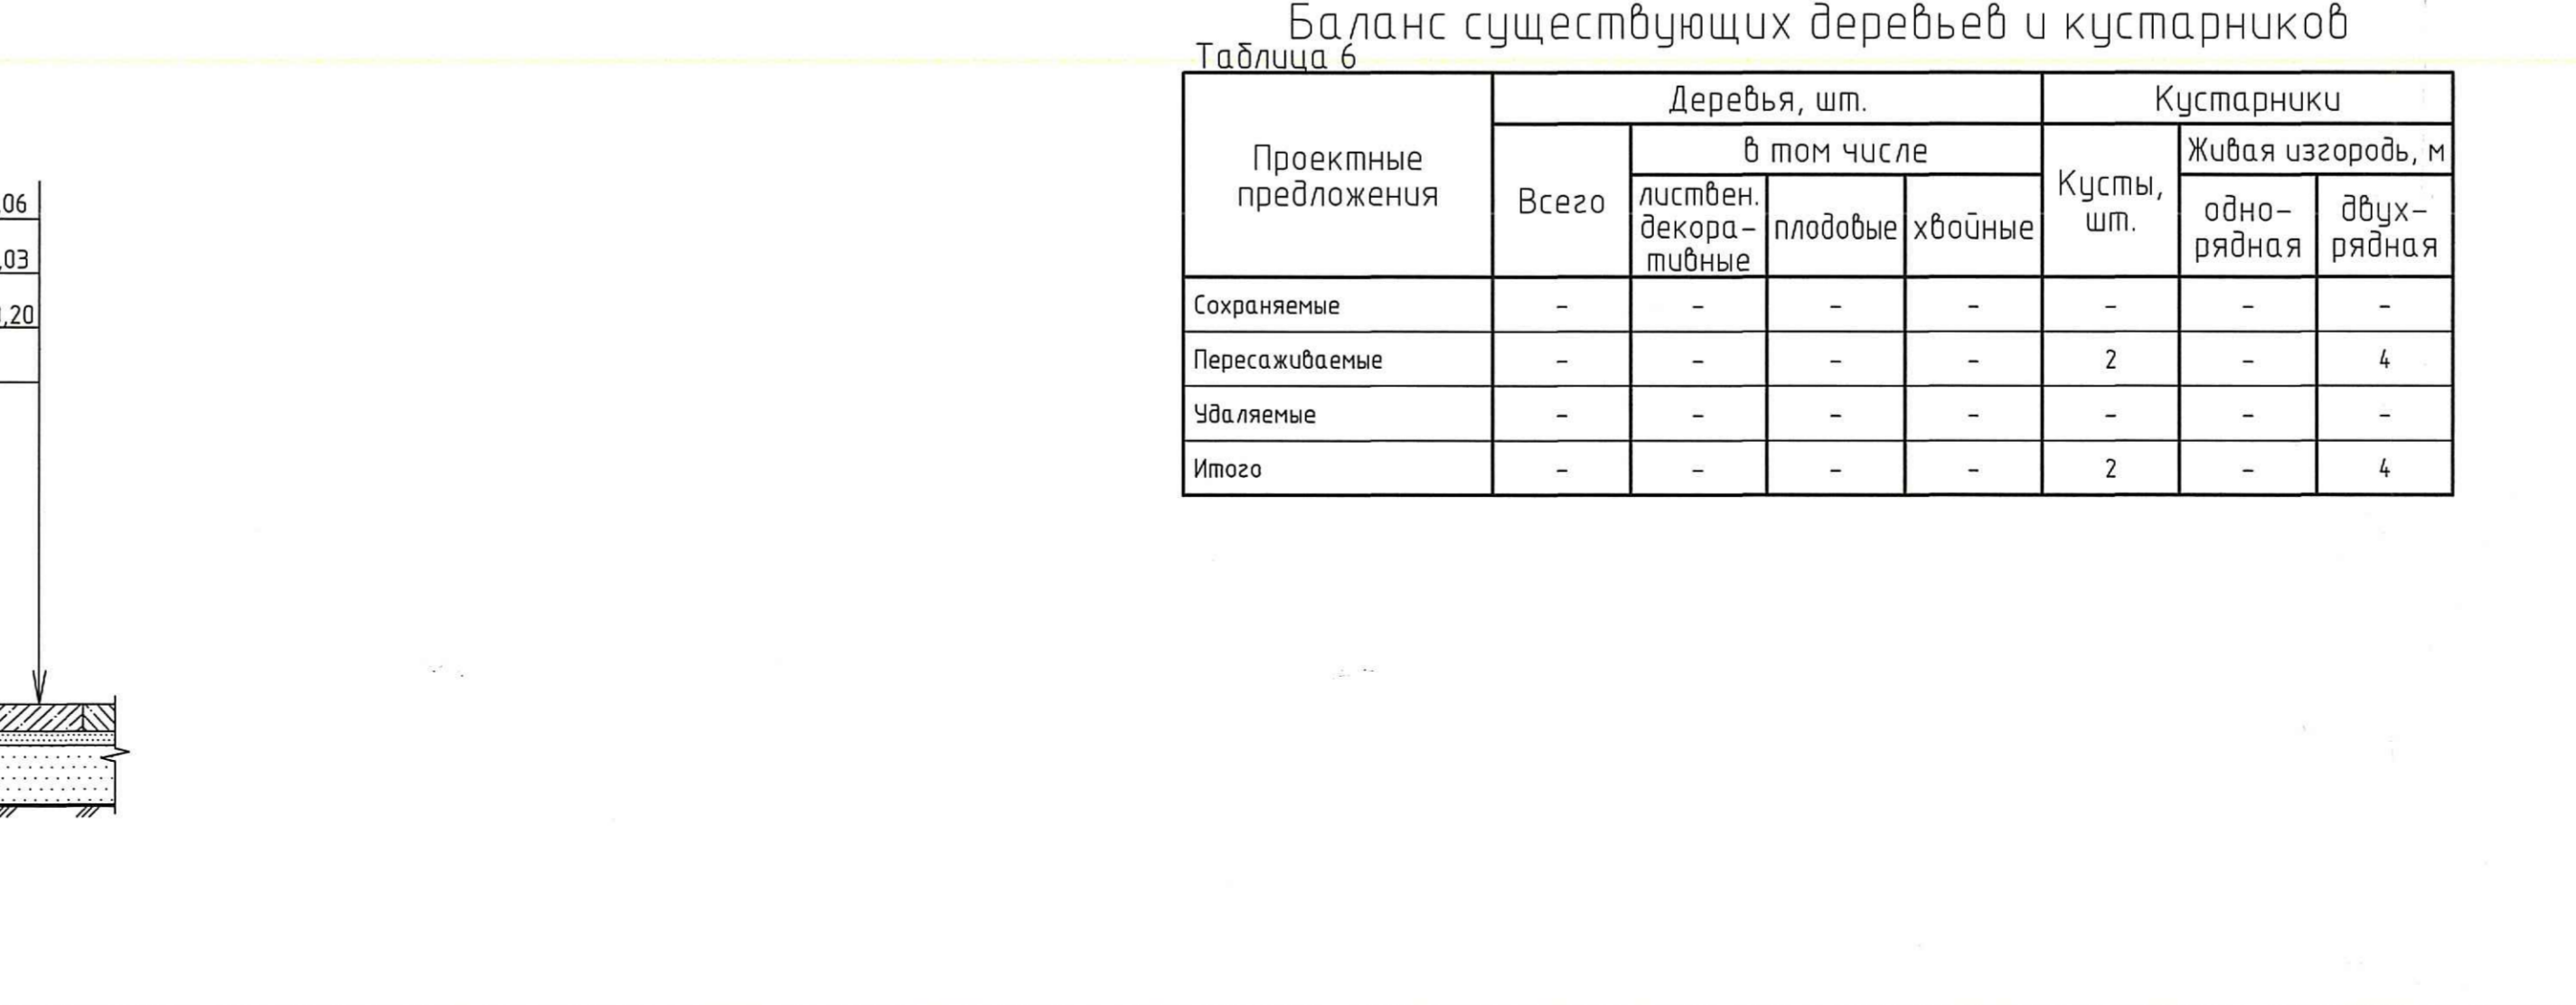 Баланс существующих деревьев и кустарников
Таблица 6
Проектные предложения | Деревья, шт. | Кустарники
Всего | в том числе | Кусты, шт. | Живая изгородь, м
листвен. декора-тивные | плодовые | хвойные | одно-рядная | двух-рядная
Сохраняемые | – | – | – | – | – | – | –
Пересаживаемые | – | – | – | – | 2 | – | 4
Удаляемые | – | – | – | – | – | – | –
Итого | – | – | – | – | 2 | – | 4
,06
,03
,20